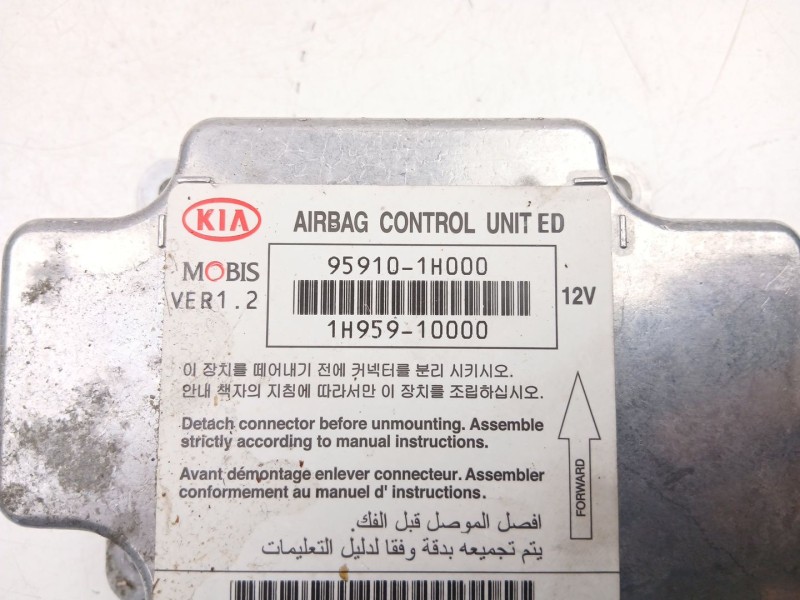 KIA AIRBAG CONTROL UNIT ED
MOBIS 95910-1H000
VER1.2 12V
1H959-10000
이 장치를 떼어내기 전에 커넥터를 분리 시키시오.
안내 책자의 지침에 따라서만 이 장치를 조립하십시오.
Detach connector before unmounting. Assemble
strictly according to manual instructions.
Avant démontage enlever connecteur. Assembler
conformement au manuel d' instructions.
افصل الموصل قبل الفك.
يتم تجميعه بدقة وفقا لدليل التعليمات
FORWARD